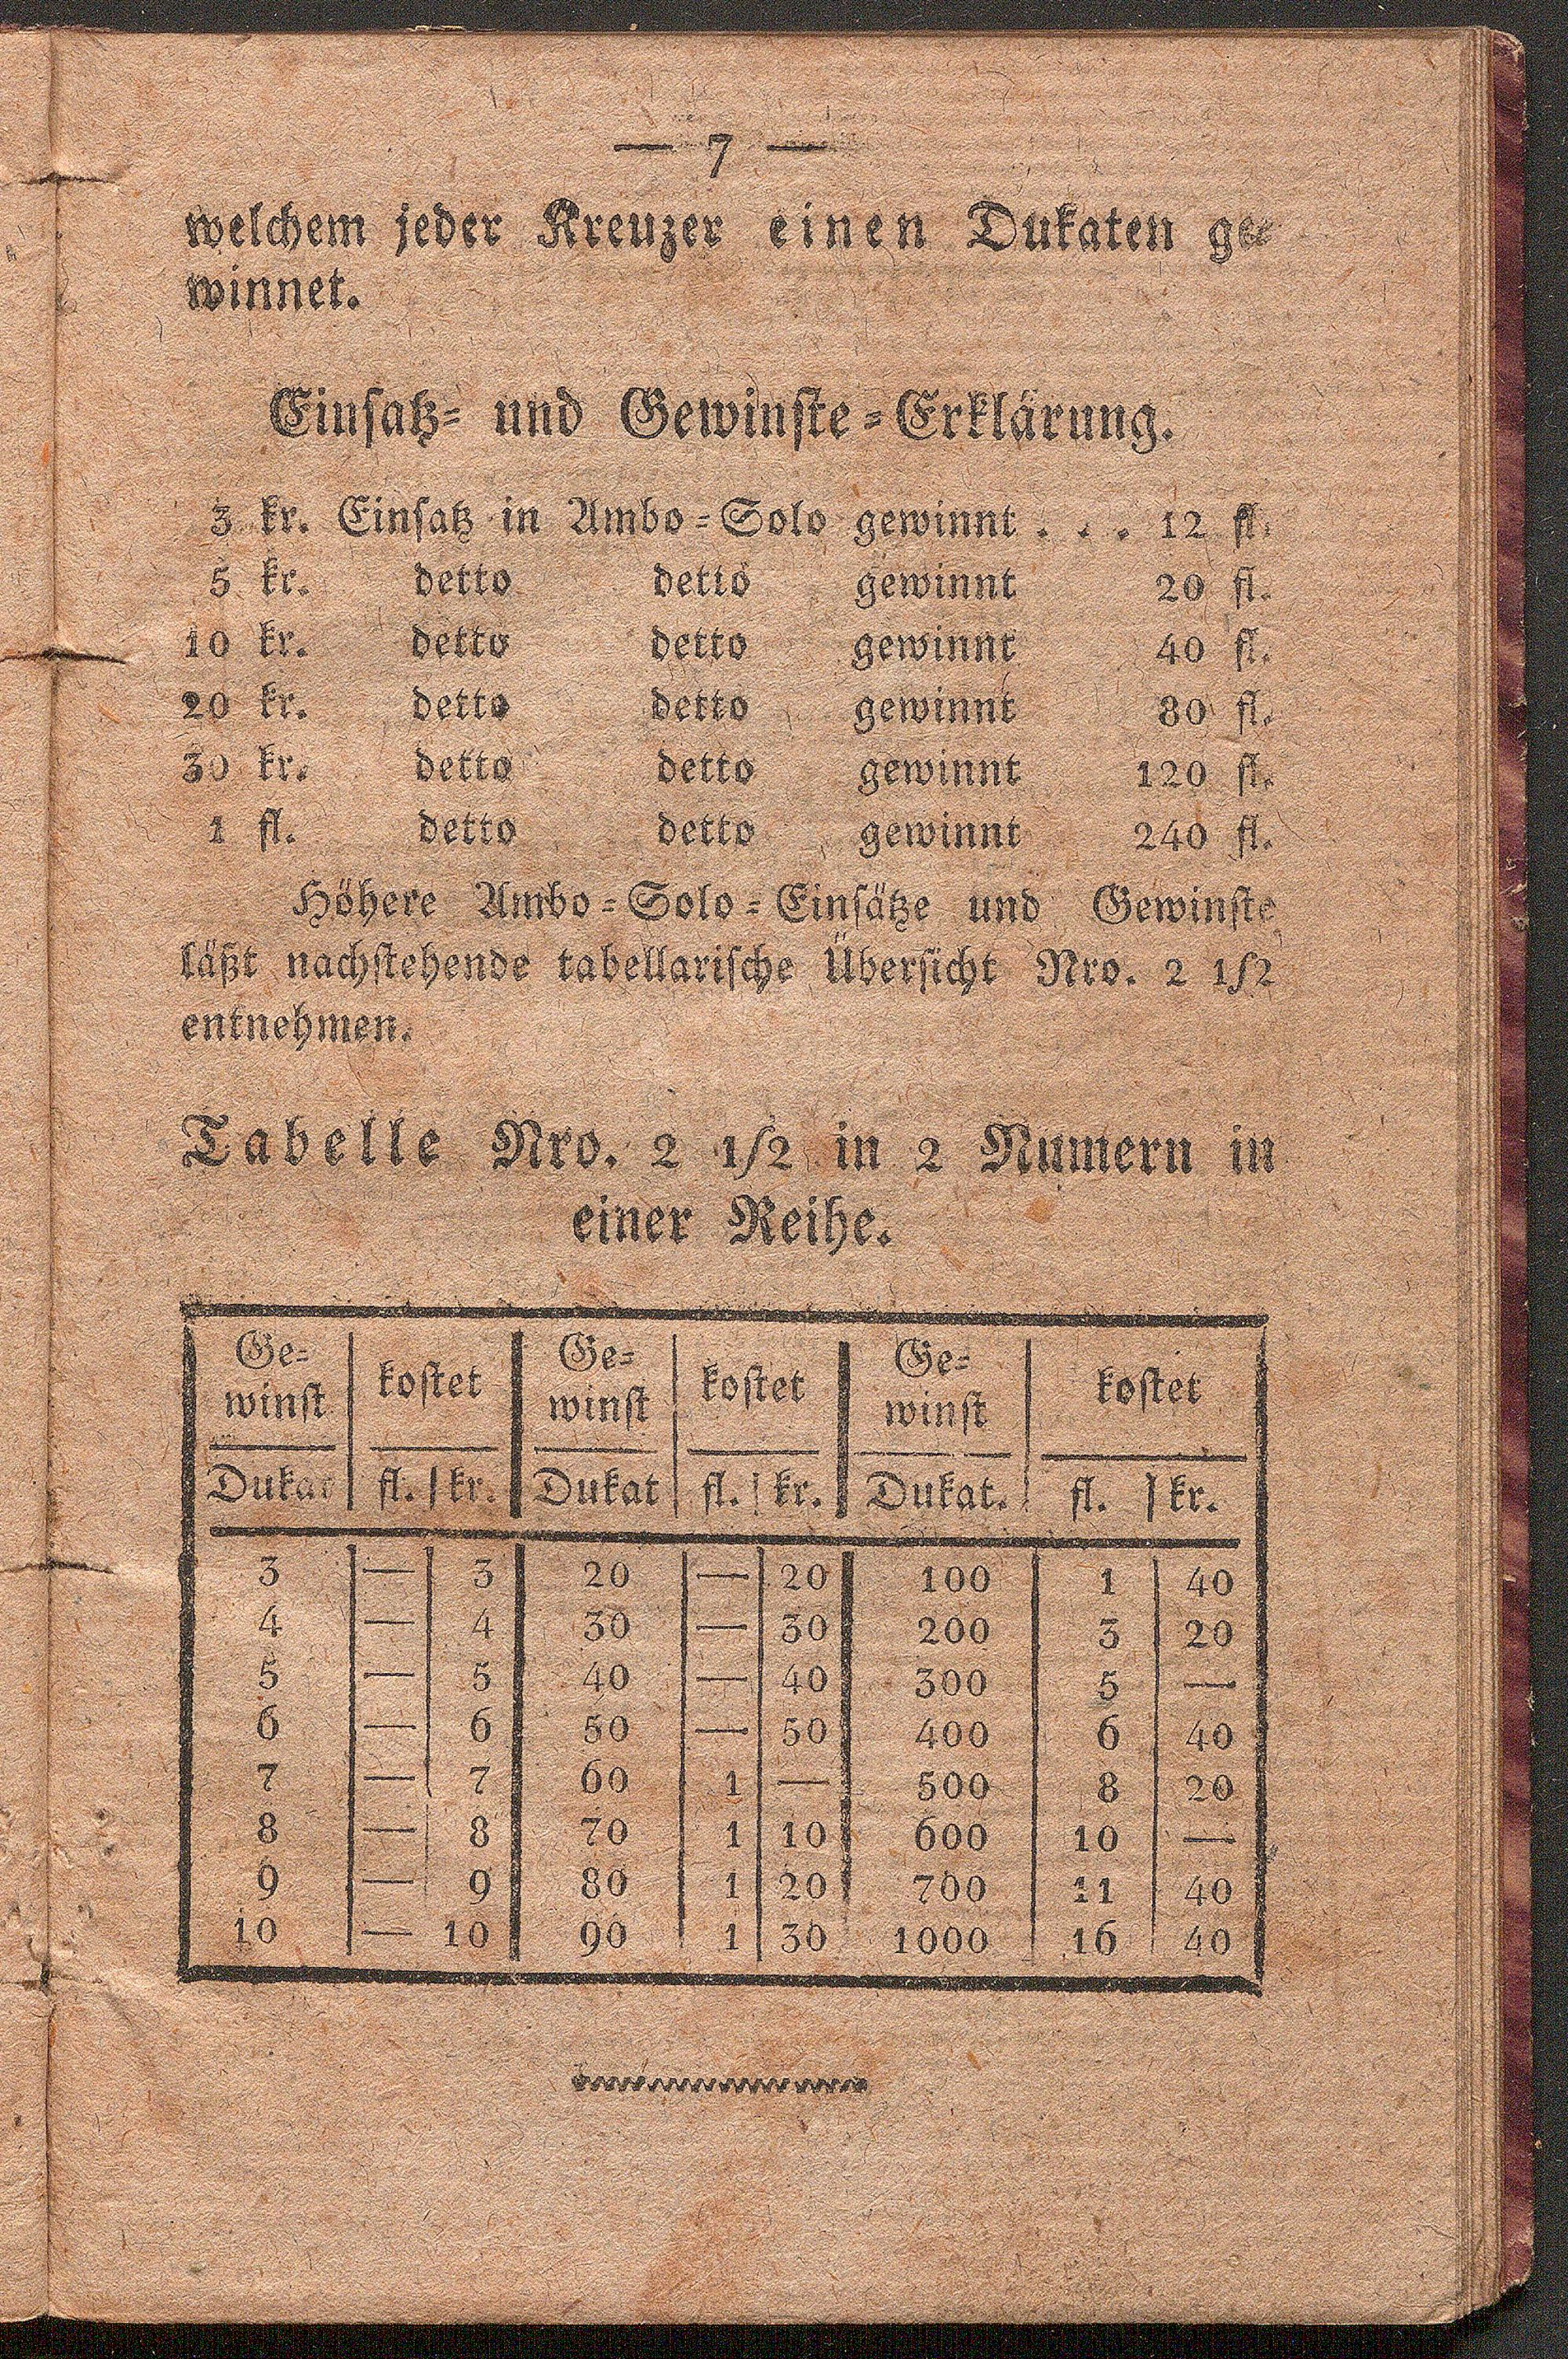 — 7 —
welchem jeder Kreuzer einen Dukaten ge-
winnet.
Einsatz- und Gewinste-Erklärung.
3 kr. Einsatz in Ambo-Solo gewinnt . . . 12 fl.
5 kr. detto detto gewinnt 20 fl.
10 kr. detto detto gewinnt 40 fl.
20 kr. detto detto gewinnt 80 fl.
30 kr. detto detto gewinnt 120 fl.
1 fl. detto detto gewinnt 240 fl.
Höhere Ambo-Solo-Einsätze und Gewinste
läßt nachstehende tabellarische Übersicht Nro. 2 1/2
entnehmen.
Tabelle Nro. 2 1/2 in 2 Numern in
einer Reihe.
Ge- kostet Ge- kostet Ge- kostet
winst winst winst
Dukat fl. kr. Dukat fl. kr. Dukat. fl. kr.
3 — 3 20 — 20 100 1 40
4 — 4 30 — 30 200 3 20
5 — 5 40 — 40 300 5 —
6 — 6 50 — 50 400 6 40
7 — 7 60 1 — 500 8 20
8 — 8 70 1 10 600 10 —
9 — 9 80 1 20 700 11 40
10 — 10 90 1 30 1000 16 40